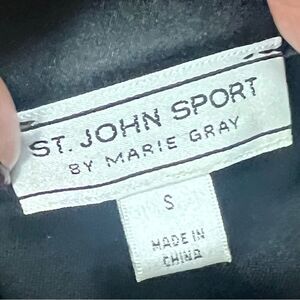 ST. JOHN SPORT
BY MARIE GRAY
S
MADE IN
CHINA